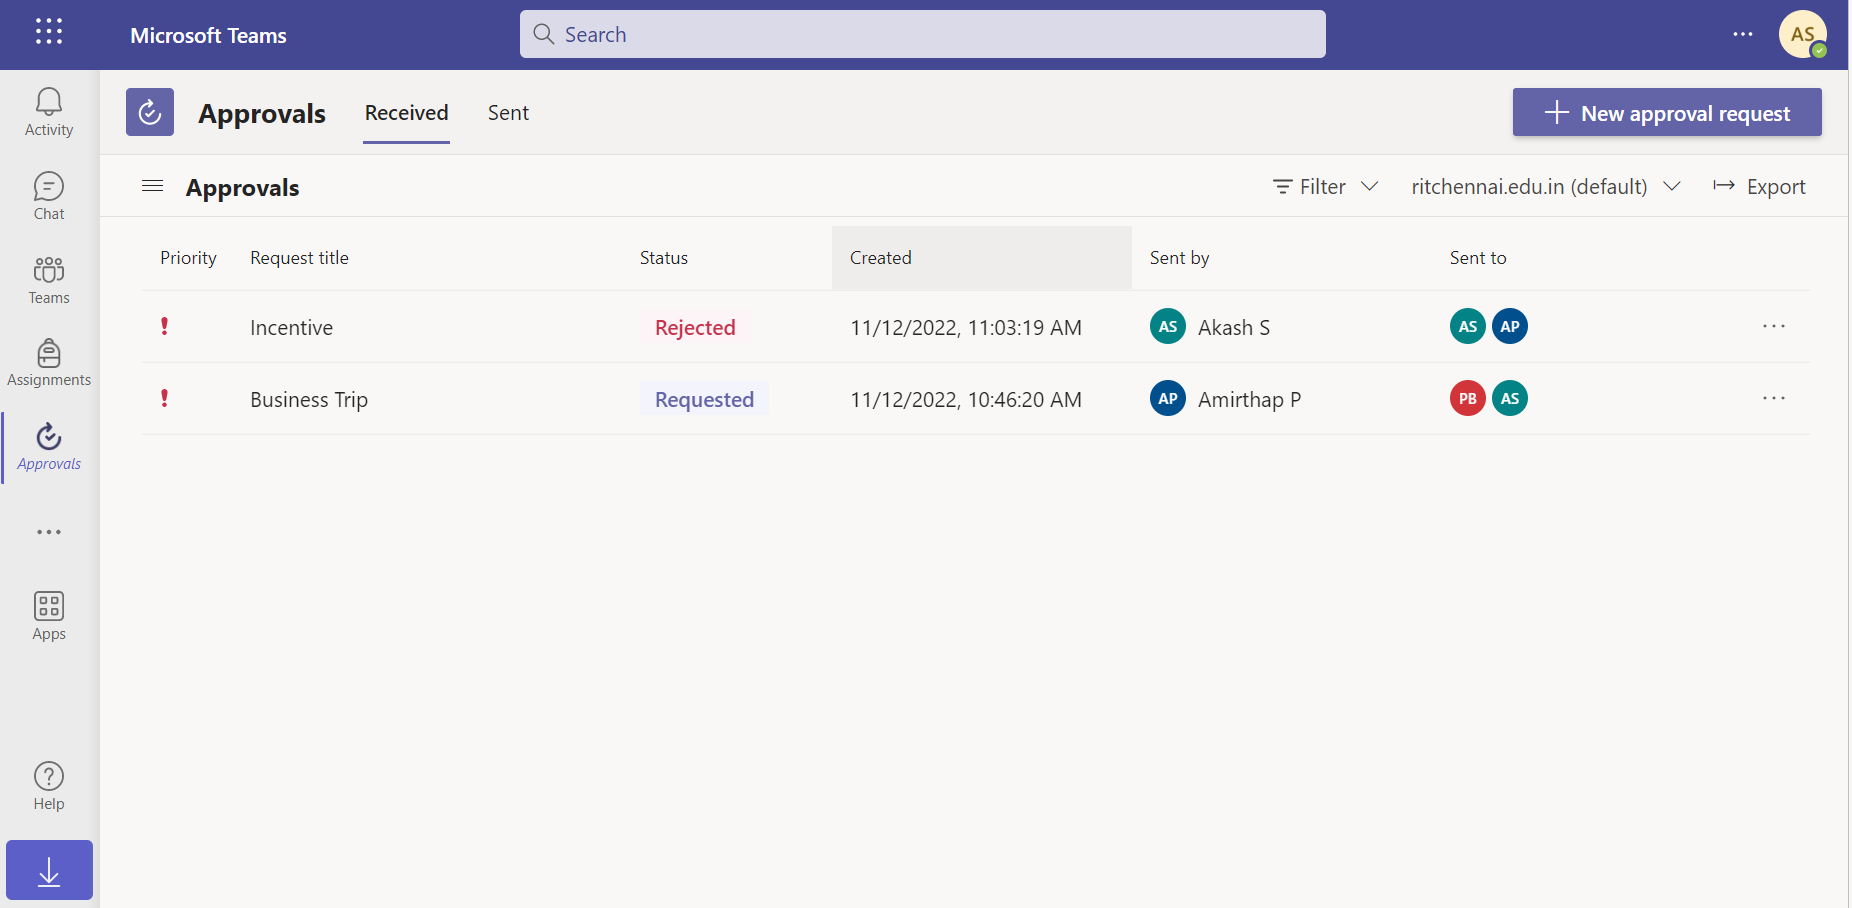 Microsoft Teams
Search
AS
Activity
Chat
Teams
Assignments
Approvals
Apps
Help
Approvals Received Sent
New approval request
Approvals
Filter ritchennai.edu.in (default) Export
Priority Request title Status Created Sent by Sent to
Incentive Rejected 11/12/2022, 11:03:19 AM AS Akash S AS AP
Business Trip Requested 11/12/2022, 10:46:20 AM AP Amirthap P PB AS